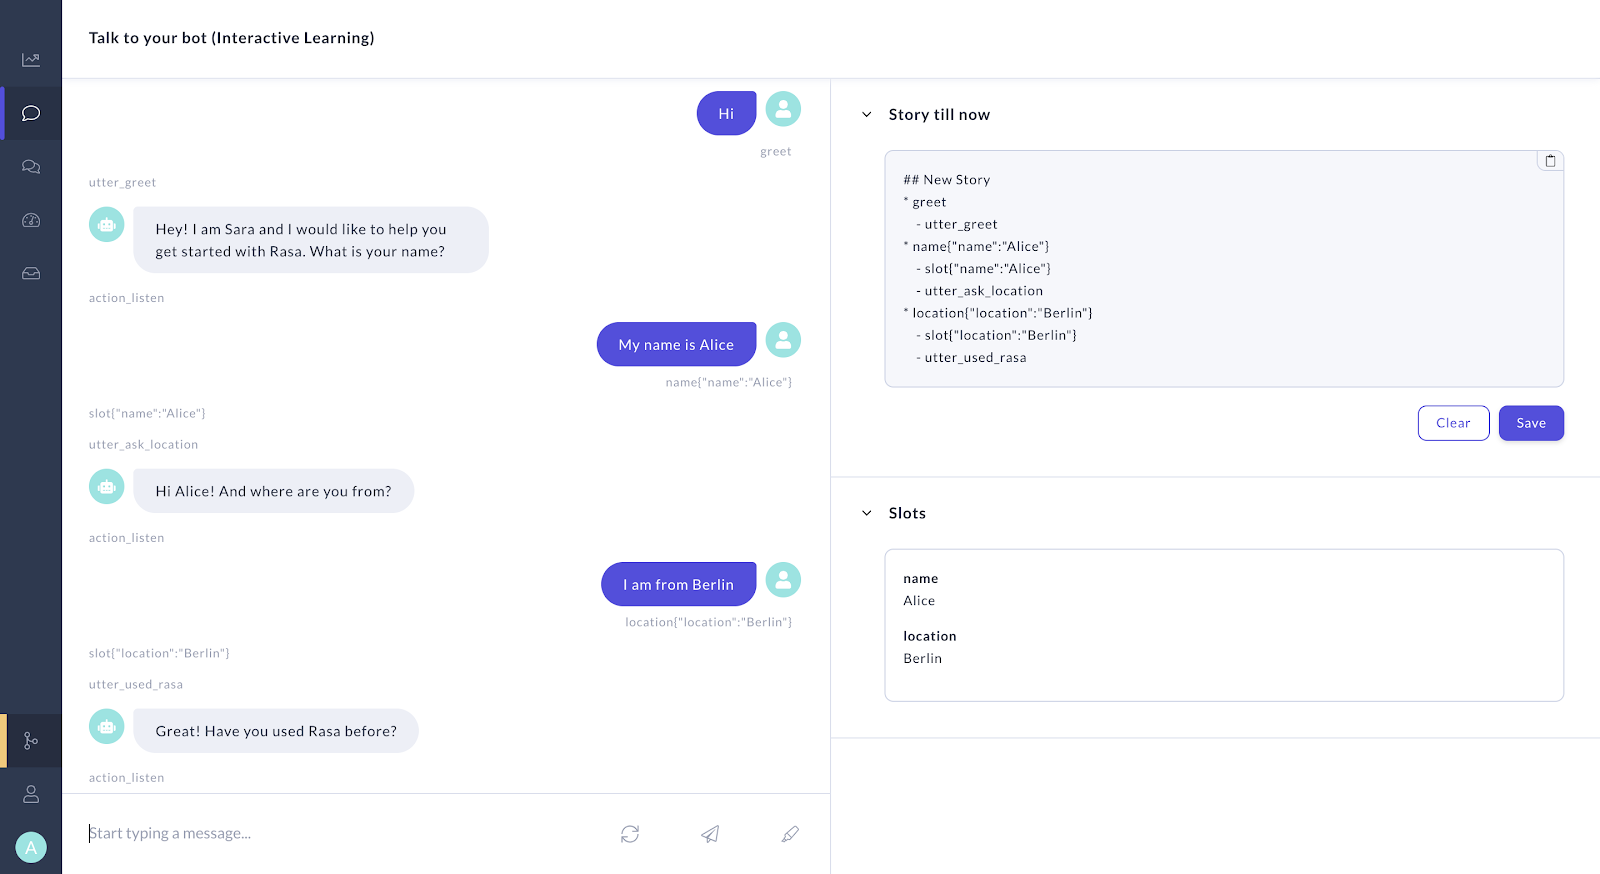 Talk to your bot (Interactive Learning)
Hi
greet
utter_greet
Hey! I am Sara and I would like to help you
get started with Rasa. What is your name?
action_listen
My name is Alice
name{"name":"Alice"}
slot{"name":"Alice"}
utter_ask_location
Hi Alice! And where are you from?
action_listen
I am from Berlin
location{"location":"Berlin"}
slot{"location":"Berlin"}
utter_used_rasa
Great! Have you used Rasa before?
action_listen
Start typing a message...
A
Story till now
## New Story
* greet
- utter_greet
* name{"name":"Alice"}
- slot{"name":"Alice"}
- utter_ask_location
* location{"location":"Berlin"}
- slot{"location":"Berlin"}
- utter_used_rasa
Clear
Save
Slots
name
Alice
location
Berlin